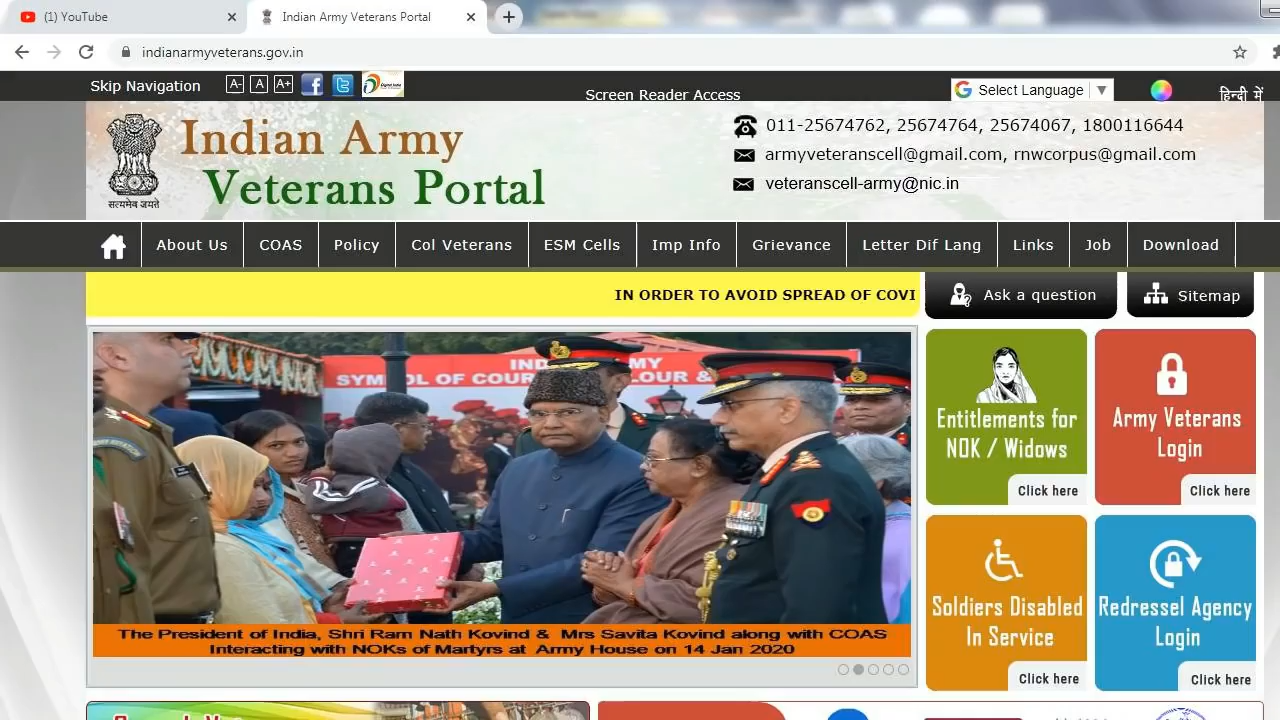 (1) YouTube
Indian Army Veterans Portal
indianarmyveterans.gov.in
Skip Navigation
A- A A+
Screen Reader Access
Select Language
हिन्दी में
Indian Army
Veterans Portal
सत्यमेव जयते
011-25674762, 25674764, 25674067, 1800116644
armyveteranscell@gmail.com, rnwcorpus@gmail.com
veteranscell-army@nic.in
About Us COAS Policy Col Veterans ESM Cells Imp Info Grievance Letter Dif Lang Links Job Download
IN ORDER TO AVOID SPREAD OF COVI
Ask a question
Sitemap
SYMBOL OF COUR
The President of India, Shri Ram Nath Kovind & Mrs Savita Kovind along with COAS
Interacting with NOKs of Martyrs at Army House on 14 Jan 2020
Entitlements for
NOK / Widows
Click here
Army Veterans
Login
Click here
Soldiers Disabled
In Service
Click here
Redressel Agency
Login
Click here